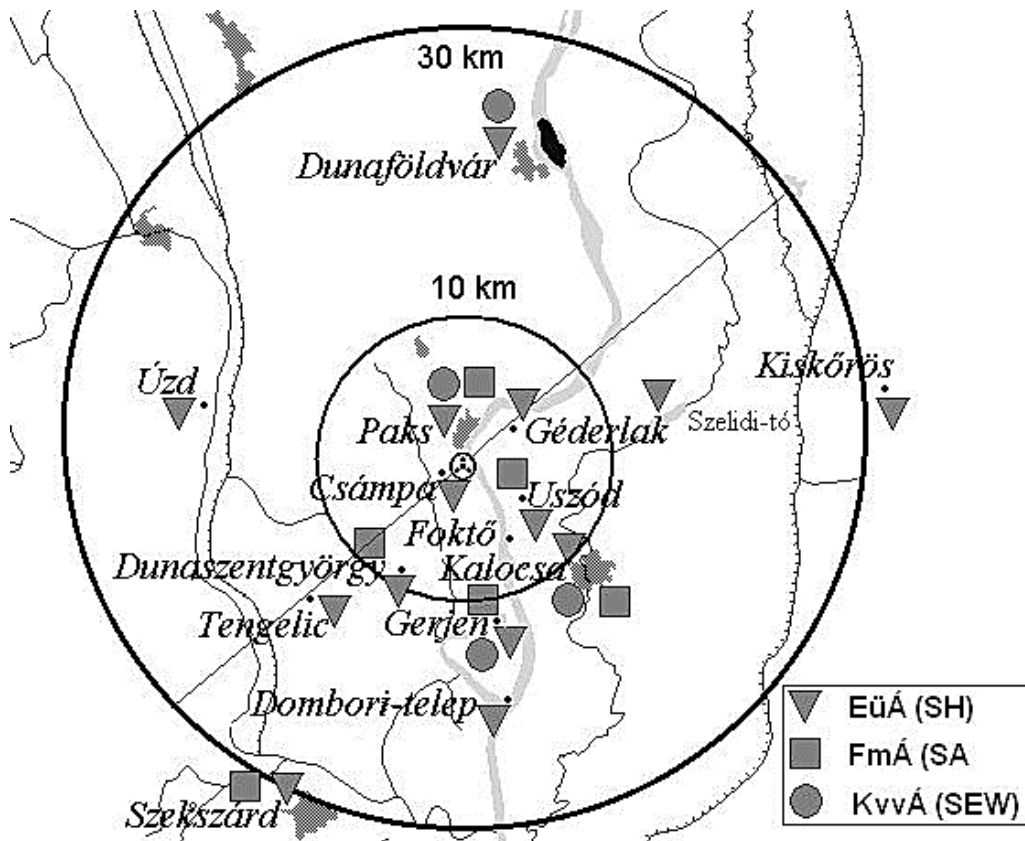 30 km
Dunaföldvár
10 km
Kiskőrös
Úzd
Szelidi-tó
Paks
Géderlak
Csámpa
Uszód
Foktő
Dunaszentgyörgy
Kalocsa
Tengelic
Gerjen
Dombori-telep
Szekszárd
EüÁ (SH)
FmÁ (SA
KvvÁ (SEW)